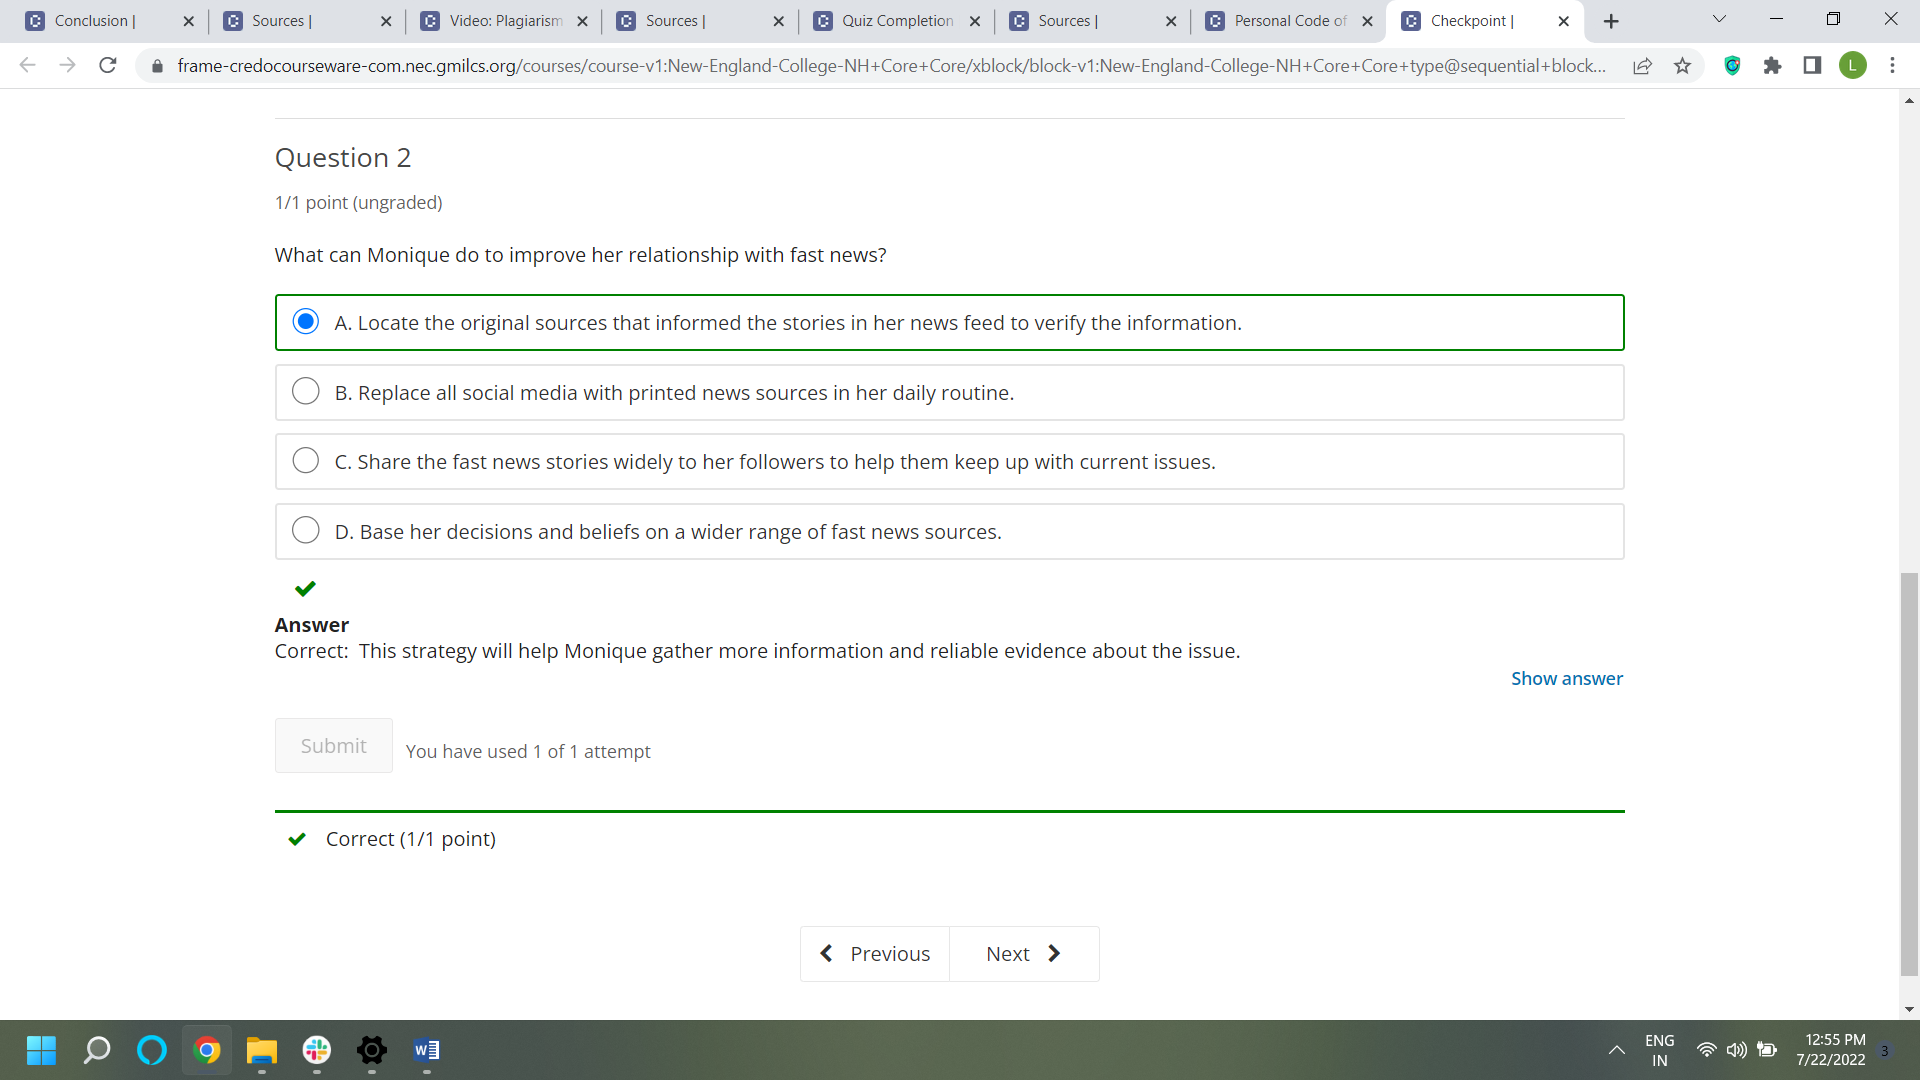 Conclusion |
Sources |
Video: Plagiarism
Sources |
Quiz Completion
Sources |
Personal Code of
Checkpoint |
frame-credocourseware-com.nec.gmilcs.org/courses/course-v1:New-England-College-NH+Core+Core/xblock/block-v1:New-England-College-NH+Core+Core+type@sequential+block...
L
Question 2
1/1 point (ungraded)
What can Monique do to improve her relationship with fast news?
A. Locate the original sources that informed the stories in her news feed to verify the information.
B. Replace all social media with printed news sources in her daily routine.
C. Share the fast news stories widely to her followers to help them keep up with current issues.
D. Base her decisions and beliefs on a wider range of fast news sources.
Answer
Correct: This strategy will help Monique gather more information and reliable evidence about the issue.
Show answer
Submit
You have used 1 of 1 attempt
Correct (1/1 point)
Previous
Next
W
ENG
IN
12:55 PM
7/22/2022
3